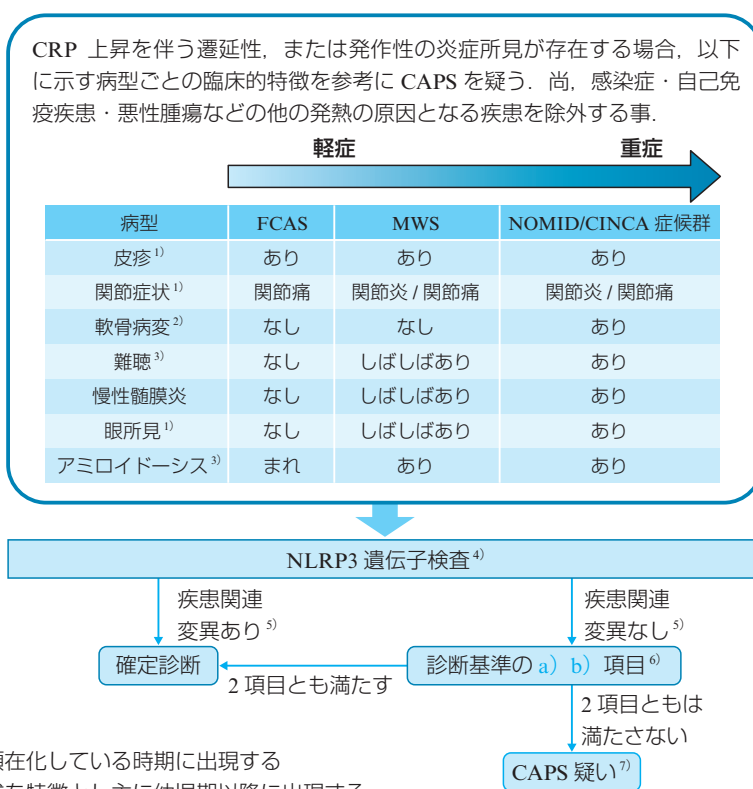 CRP 上昇を伴う遷延性，または発作性の炎症所見が存在する場合，以下
に示す病型ごとの臨床的特徴を参考に CAPS を疑う．尚，感染症・自己免
疫疾患・悪性腫瘍などの他の発熱の原因となる疾患を除外する事．
軽症 重症
病型 FCAS MWS NOMID/CINCA 症候群
皮疹 1) あり あり あり
関節症状 1) 関節痛 関節炎 / 関節痛 関節炎 / 関節痛
軟骨病変 2) なし なし あり
難聴 3) なし しばしばあり あり
慢性髄膜炎 なし しばしばあり あり
眼所見 1) なし しばしばあり あり
アミロイドーシス 3) まれ あり あり
NLRP3 遺伝子検査 4)
疾患関連
変異あり 5)
疾患関連
変異なし 5)
確定診断
診断基準の a）b）項目 6)
2 項目とも満たす
2 項目ともは
満たさない
CAPS 疑い 7)
在化している時期に出現する